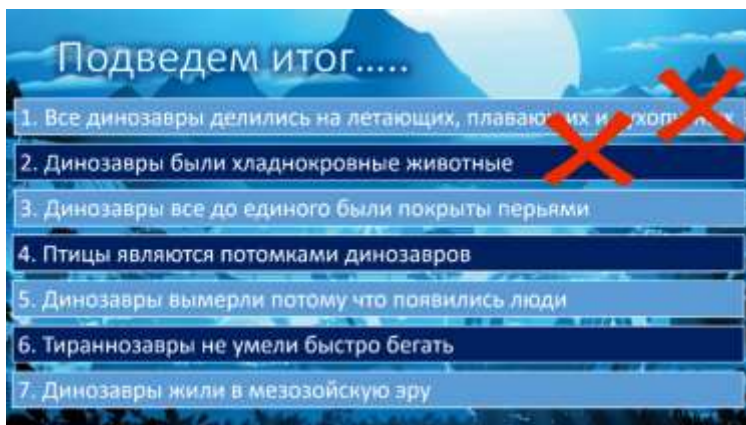 Подведем итог.....
1. Все динозавры делились на летающих, плавающих и
2. Динозавры были хладнокровные животные
3. Динозавры все до единого были покрыты перьями
4. Птицы являются потомками динозавров
5. Динозавры вымерли потому что появились люди
6. Тираннозавры не умели быстро бегать
7. Динозавры жили в мезозойскую эру